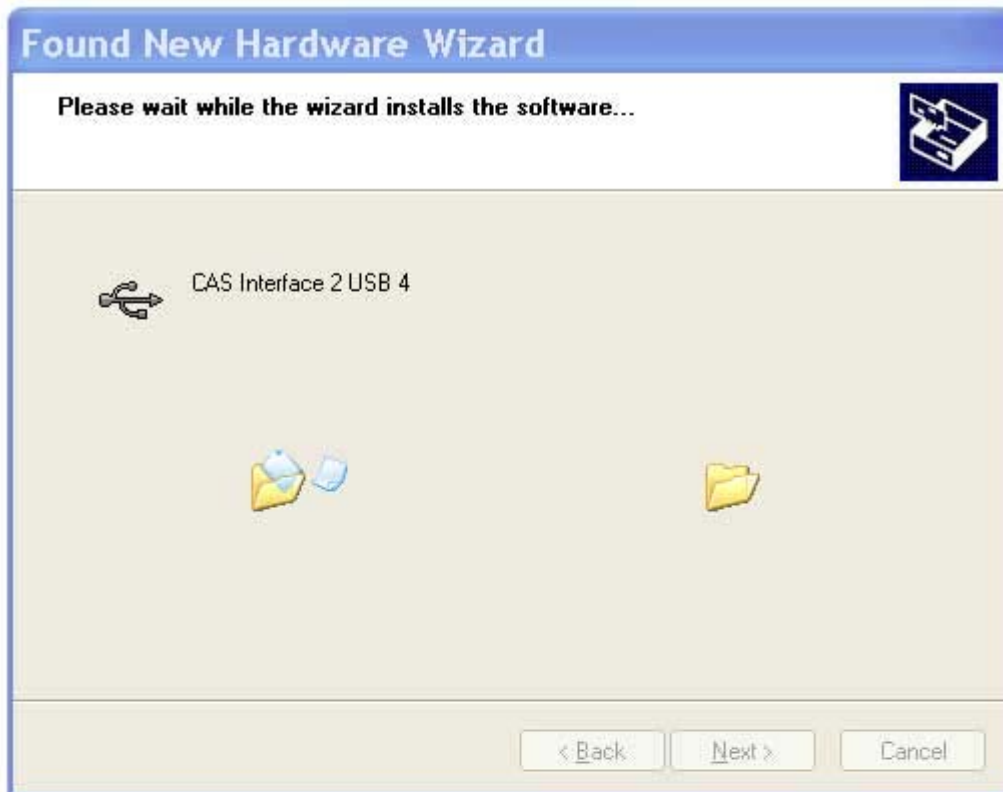 Found New Hardware Wizard
Please wait while the wizard installs the software...
CAS Interface 2 USB 4
< Back
Next >
Cancel